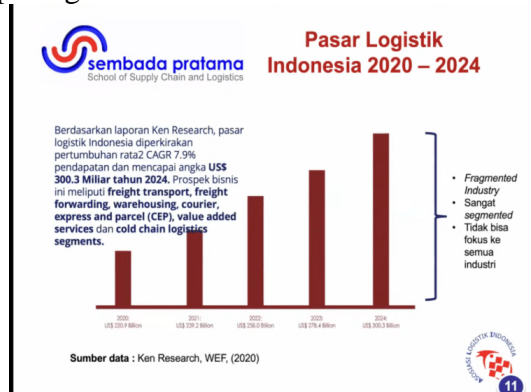 sembada pratama
School of Supply Chain and Logistics
Pasar Logistik
Indonesia 2020 – 2024
Berdasarkan laporan Ken Research, pasar
logistik Indonesia diperkirakan
pertumbuhan rata2 CAGR 7.9%
pendapatan dan mencapai angka US$
300.3 Miliar tahun 2024. Prospek bisnis
ini meliputi freight transport, freight
forwarding, warehousing, courier,
express and parcel (CEP), value added
services dan cold chain logistics
segments.
• Fragmented
Industry
• Sangat
segmented
• Tidak bisa
fokus ke
semua
industri
2020:
US$ 220.9 Billion
2021:
US$ 239.2 Billion
2022:
US$ 258.0 Billion
2023:
US$ 278.4 Billion
2024:
US$ 300.3 Billion
Sumber data : Ken Research, WEF, (2020)
ASOSIASI LOGISTIK INDONESIA
11